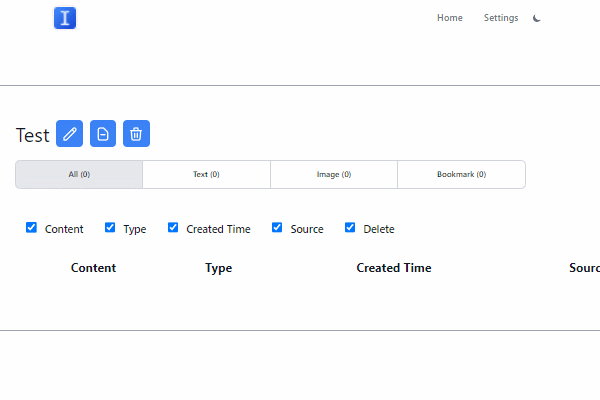 Home Settings
Test
All (0) Text (0) Image (0) Bookmark (0)
Content Type Created Time Source Delete
Content Type Created Time Sourc